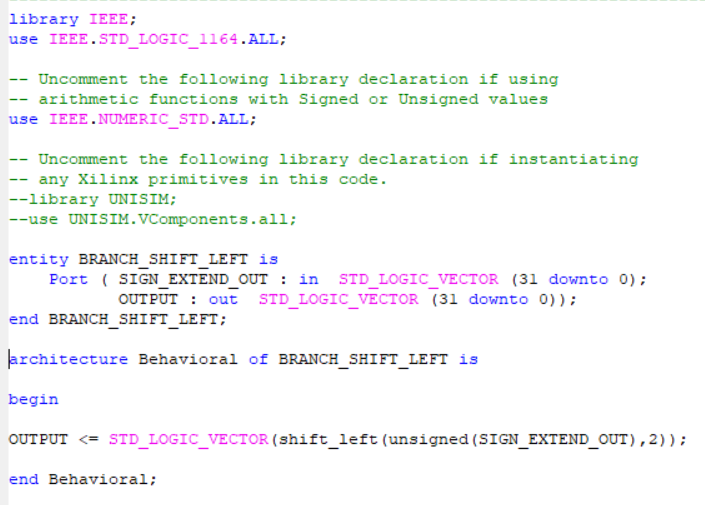 library IEEE;
use IEEE.STD_LOGIC_1164.ALL;
-- Uncomment the following library declaration if using
-- arithmetic functions with Signed or Unsigned values
use IEEE.NUMERIC_STD.ALL;
-- Uncomment the following library declaration if instantiating
-- any Xilinx primitives in this code.
--library UNISIM;
--use UNISIM.VComponents.all;
entity BRANCH_SHIFT_LEFT is
Port ( SIGN_EXTEND_OUT : in STD_LOGIC_VECTOR (31 downto 0);
OUTPUT : out STD_LOGIC_VECTOR (31 downto 0));
end BRANCH_SHIFT_LEFT;
architecture Behavioral of BRANCH_SHIFT_LEFT is
begin
OUTPUT <= STD_LOGIC_VECTOR(shift_left(unsigned(SIGN_EXTEND_OUT),2));
end Behavioral;